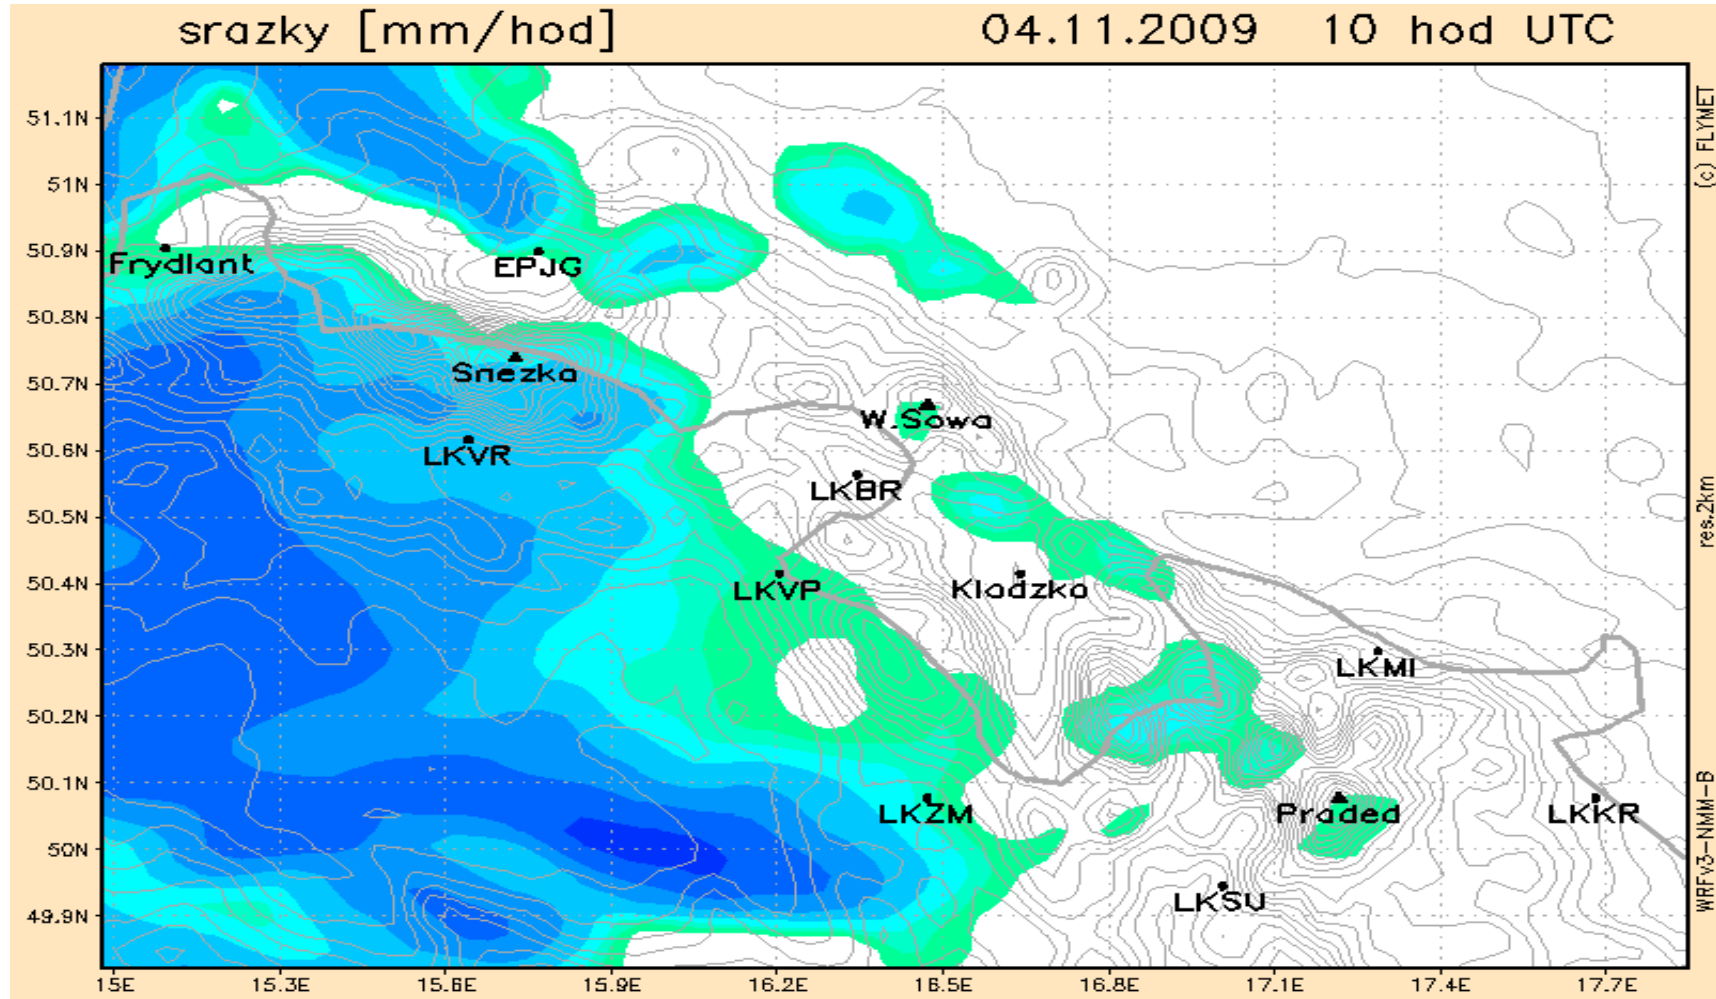 srazky [mm/hod]
04.11.2009 10 hod UTC
51.1N
51N
50.9N
50.8N
50.7N
50.6N
50.5N
50.4N
50.3N
50.2N
50.1N
50N
49.9N
Frydlant
EPJG
Snezka
W.Sowa
LKVR
LKBR
LKVP
Klodzko
LKMI
LKZM
Praded
LKKR
LKSU
15E
15.3E
15.6E
15.9E
16.2E
16.5E
16.8E
17.1E
17.4E
17.7E
(c) FLYMET
res.2km
WRFv3-NMM-B